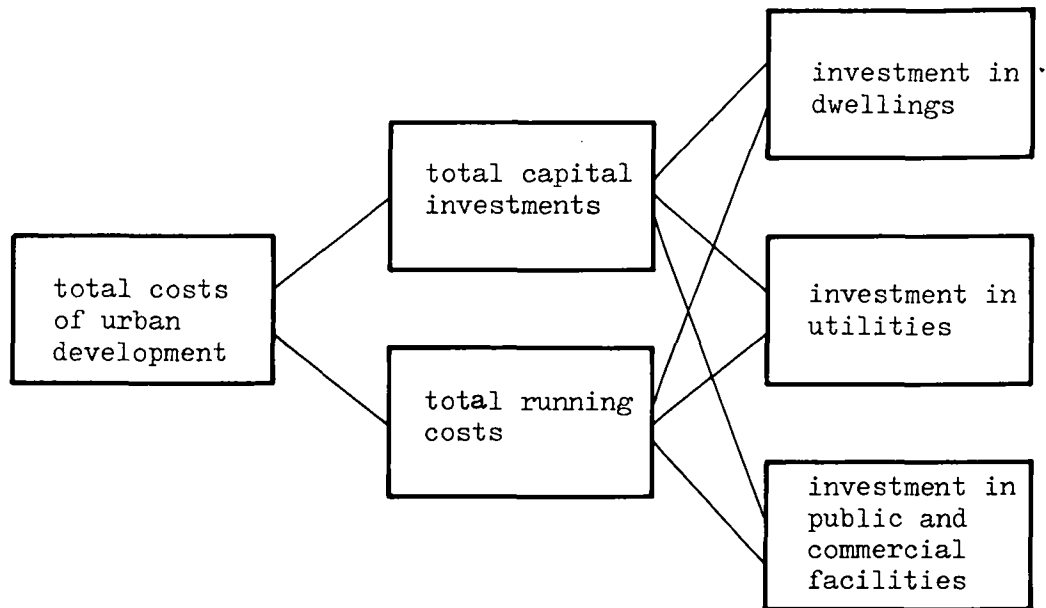 total costs
of urban
development
total capital
investments
total running
costs
investment in
dwellings
investment in
utilities
investment in
public and
commercial
facilities